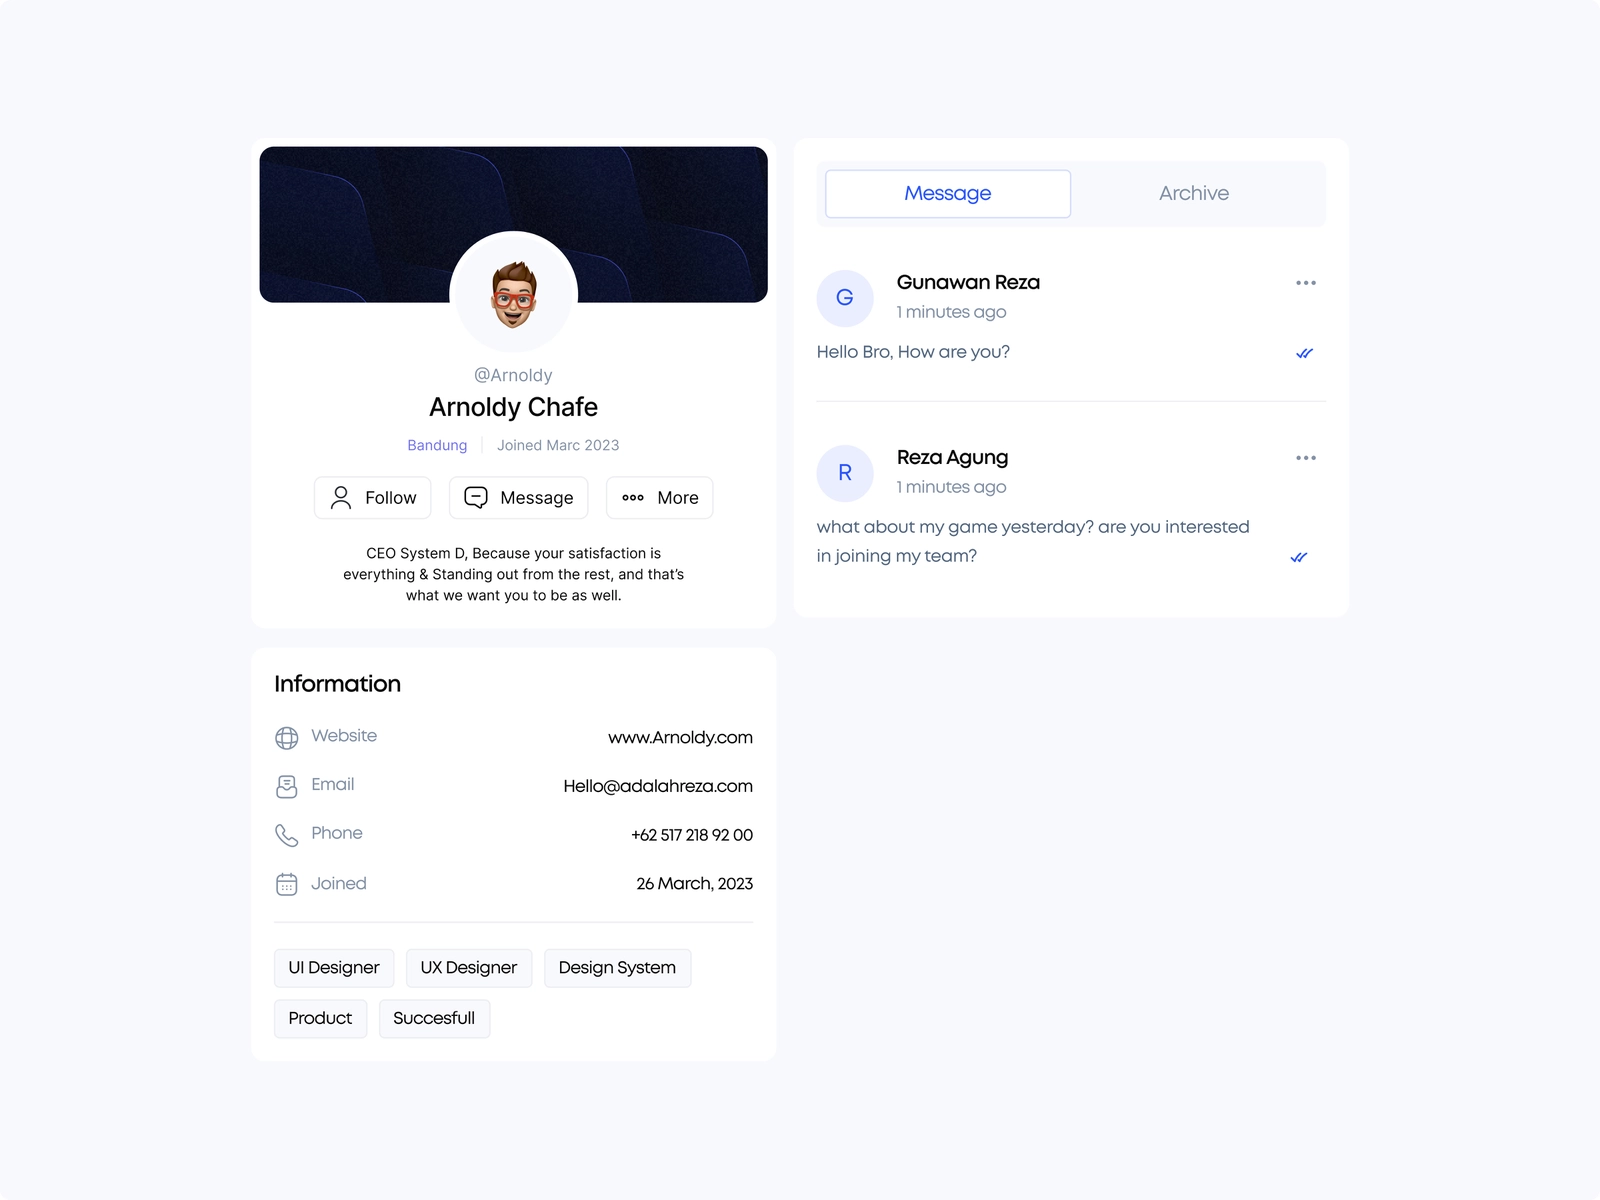 @Arnoldy
Arnoldy Chafe
Bandung Joined Marc 2023
Follow Message More
CEO System D, Because your satisfaction is
everything & Standing out from the rest, and that’s
what we want you to be as well.
Information
Website www.Arnoldy.com
Email Hello@adalahreza.com
Phone +62 517 218 92 00
Joined 26 March, 2023
UI Designer UX Designer Design System
Product Succesfull
Message Archive
G
Gunawan Reza
1 minutes ago
Hello Bro, How are you?
R
Reza Agung
1 minutes ago
what about my game yesterday? are you interested
in joining my team?